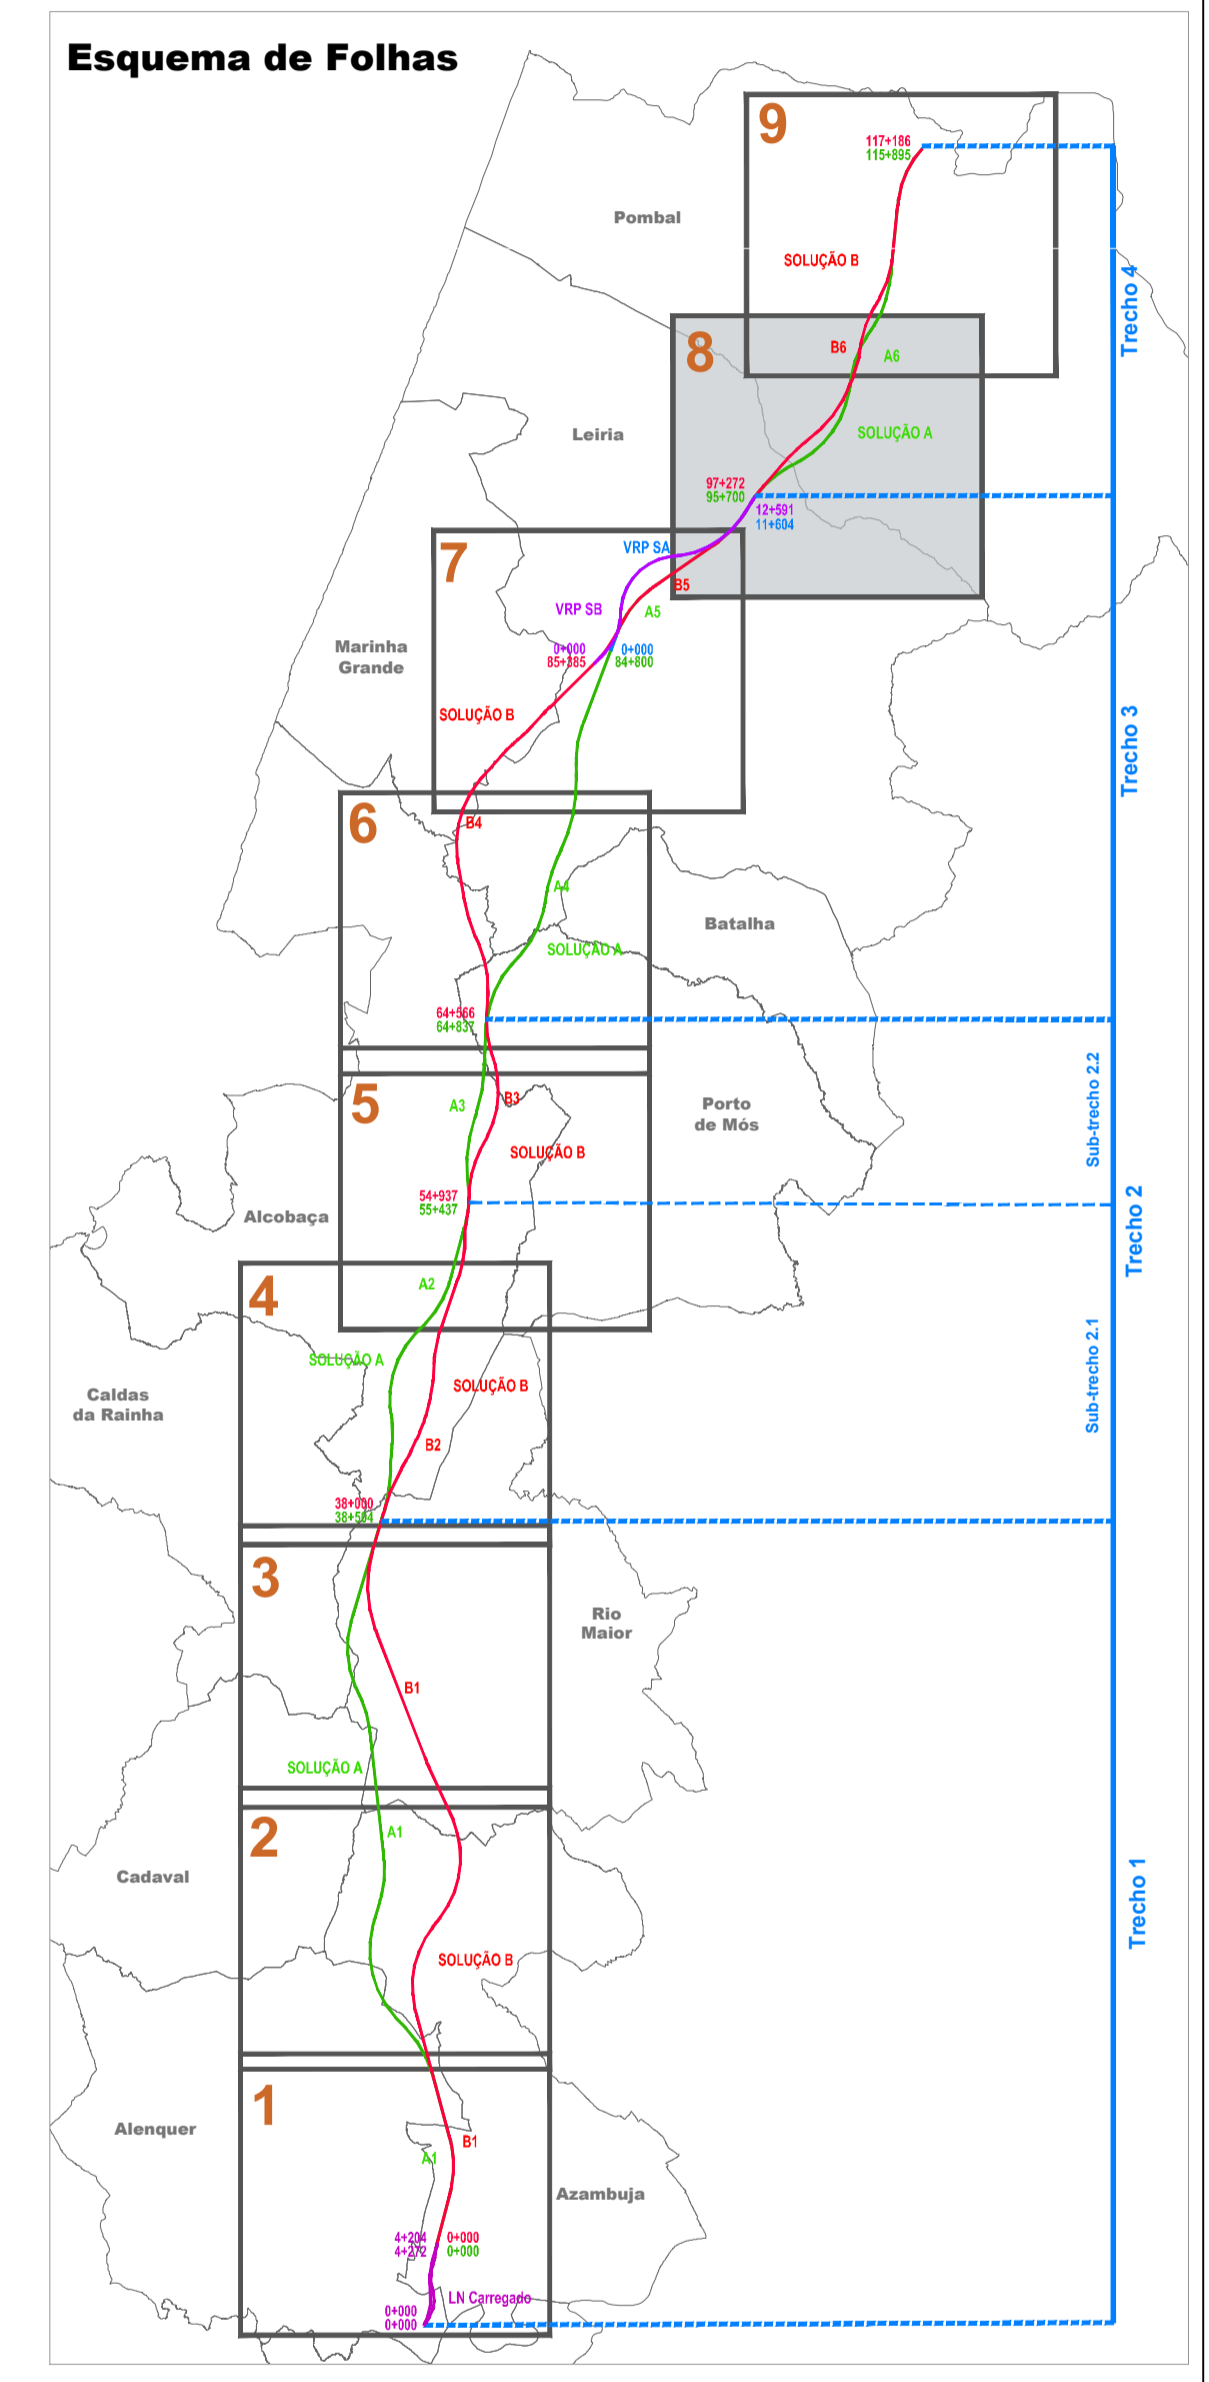 Esquema de Folhas
9
117+186
115+895
Pombal
SOLUÇÃO B
Trecho 4
8
B6
A6
Leiria
SOLUÇÃO A
97+272
95+700
12+591
11+604
7
VRP SA
B5
VRP SB
A5
Marinha
Grande
0+000
85+385
0+000
84+800
SOLUÇÃO B
Trecho 3
6
B4
A4
Batalha
SOLUÇÃO A
64+566
64+837
Sub-trecho 2.2
5
A3
B3
Porto
de Mós
SOLUÇÃO B
54+937
55+437
Alcobaça
Trecho 2
4
A2
SOLUÇÃO A
SOLUÇÃO B
Sub-trecho 2.1
Caldas
da Rainha
B2
38+000
38+504
3
Rio
Maior
B1
SOLUÇÃO A
2
A1
Cadaval
Trecho 1
SOLUÇÃO B
1
Alenquer
B1
A1
Azambuja
4+204
4+272
0+000
0+000
LN Carregado
0+000
0+000